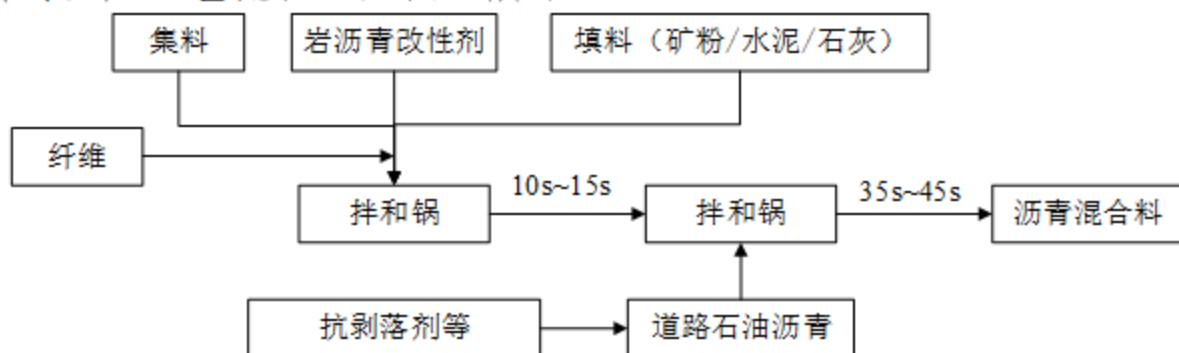 集料
岩沥青改性剂
填料（矿粉/水泥/石灰）
纤维
拌和锅
10s~15s
拌和锅
35s~45s
沥青混合料
抗剥落剂等
道路石油沥青